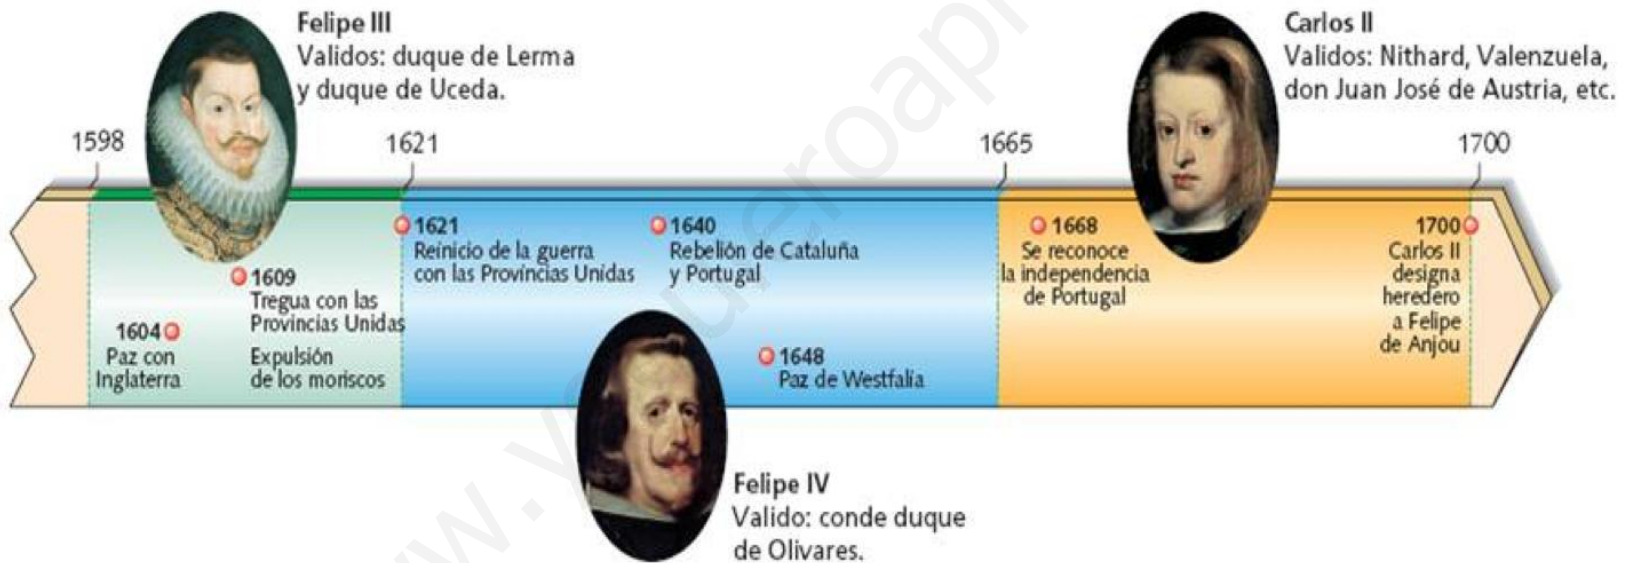 Felipe III
Validos: duque de Lerma
y duque de Uceda.
Carlos II
Validos: Nithard, Valenzuela,
don Juan José de Austria, etc.
1598
1621
1665
1700
1604
Paz con
Inglaterra
1609
Tregua con las
Provincias Unidas
Expulsión
de los moriscos
1621
Reinicio de la guerra
con las Provincias Unidas
1640
Rebelión de Cataluña
y Portugal
1648
Paz de Westfalia
1668
Se reconoce
la independencia
de Portugal
1700
Carlos II
designa
heredero
a Felipe
de Anjou
Felipe IV
Valido: conde duque
de Olivares.